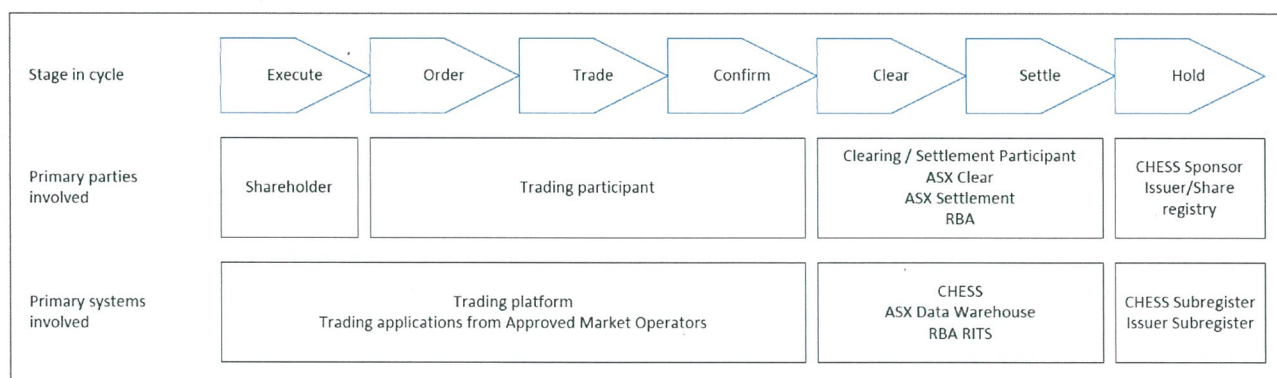 Stage in cycle
Execute
Order
Trade
Confirm
Clear
Settle
Hold
Primary parties
involved
Shareholder
Trading participant
Clearing / Settlement Participant
ASX Clear
ASX Settlement
RBA
CHESS Sponsor
Issuer/Share
registry
Primary systems
involved
Trading platform
Trading applications from Approved Market Operators
CHESS
ASX Data Warehouse
RBA RITS
CHESS Subregister
Issuer Subregister